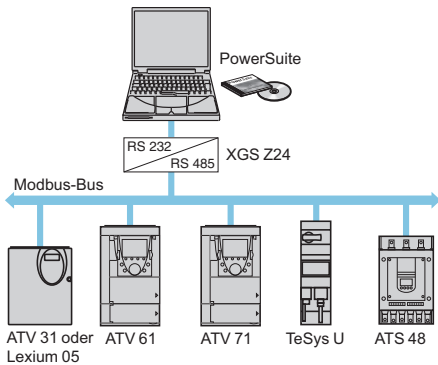 PowerSuite
RS 232
RS 485
XGS Z24
Modbus-Bus
ATV 31 oder
Lexium 05
ATV 61
ATV 71
TeSys U
ATS 48